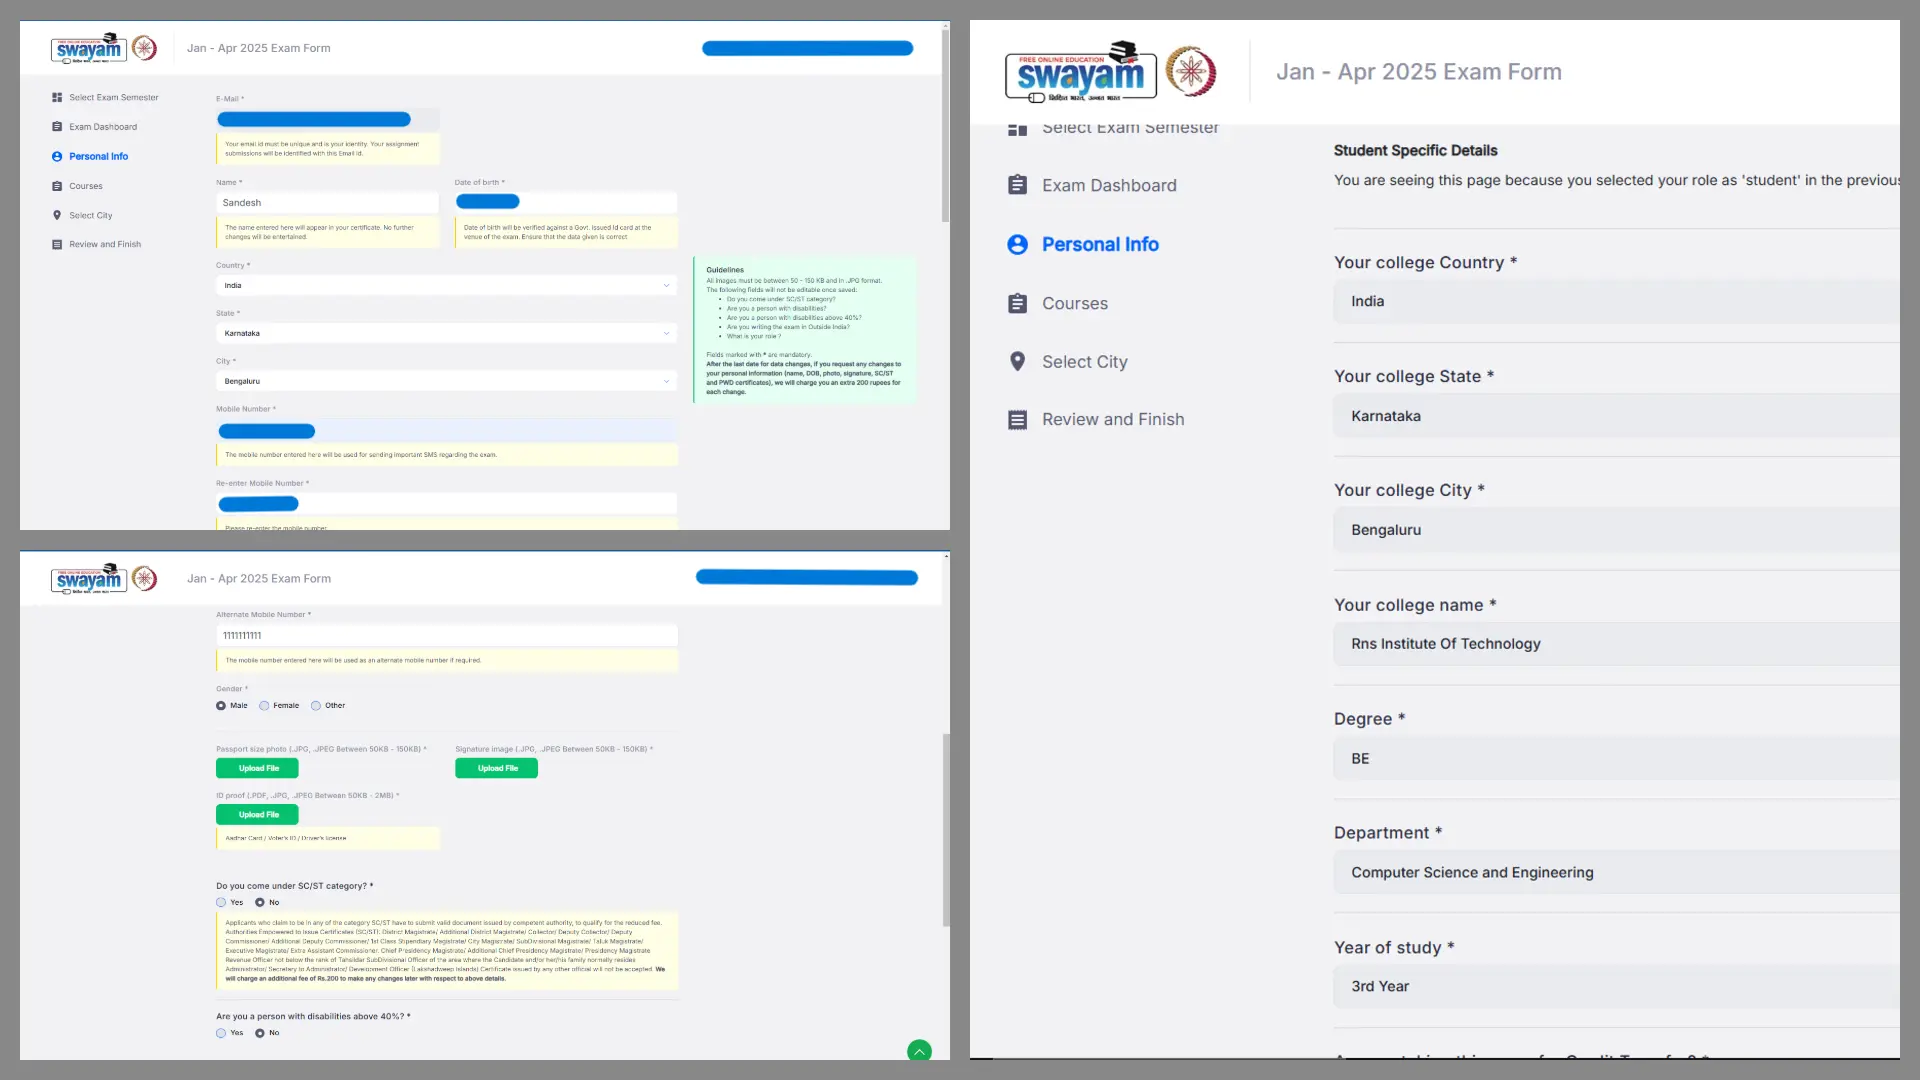 FREE ONLINE EDUCATION
swayam
शिक्षित भारत, उन्नत भारत
Jan - Apr 2025 Exam Form
Select Exam Semester
Exam Dashboard
Personal Info
Courses
Select City
Review and Finish
E-Mail *
Your email id must be unique and is your identity. Your assignment
submissions will be identified with this Email id.
Name *
Sandesh
The name entered here will appear in your certificate. No further
changes will be entertained.
Date of birth *
Date of birth will be verified against a Govt. issued Id card at the
venue of the exam. Ensure that the data given is correct
Country *
India
State *
Karnataka
City *
Bengaluru
Mobile Number *
The mobile number entered here will be used for sending important SMS regarding the exam.
Re-enter Mobile Number *
Please re-enter the mobile number
Guidelines
All images must be between 50 - 150 KB and in .JPG format.
The following fields will not be editable once saved:
• Do you come under SC/ST category?
• Are you a person with disabilities?
• Are you a person with disabilities above 40%?
• Are you writing the exam in Outside India?
• What is your role ?
Fields marked with * are mandatory.
After the last date for data changes, if you request any changes to
your personal information (name, DOB, photo, signature, SC/ST
and PWD certificates), we will charge you an extra 200 rupees for
each change.
FREE ONLINE EDUCATION
swayam
शिक्षित भारत, उन्नत भारत
Jan - Apr 2025 Exam Form
Alternate Mobile Number *
1111111111
The mobile number entered here will be used as an alternate mobile number if required.
Gender *
Male Female Other
Passport size photo (.JPG, .JPEG Between 50KB - 150KB) *
Upload File
Signature image (.JPG, .JPEG Between 50KB - 150KB) *
Upload File
ID proof (.PDF, .JPG, .JPEG Between 50KB - 2MB) *
Upload File
Aadhar Card / Voter's ID / Driver's license
Do you come under SC/ST category? *
Yes No
Applicants who claim to be in any of the category SC/ST have to submit valid document issued by competent authority, to qualify for the reduced fee.
Authorities Empowered to Issue Certificates (SC/ST): District Magistrate/ Additional District Magistrate/ Collector/ Deputy Collector/ Deputy
Commissioner/ Additional Deputy Commissioner/ 1st Class Stipendiary Magistrate/ City Magistrate/ SubDivisional Magistrate/ Taluk Magistrate/
Executive Magistrate/ Extra Assistant Commissioner. Chief Presidency Magistrate/ Additional Chief Presidency Magistrate/ Presidency Magistrate
Revenue Officer not below the rank of Tahsildar SubDivisional Officer of the area where the Candidate and/or her/his family normally resides
Administrator/ Secretary to Administrator/ Development Officer (Lakshadweep Islands) Certificate issued by any other official will not be accepted. We
will charge an additional fee of Rs.200 to make any changes later with respect to above details.
Are you a person with disabilities above 40%? *
Yes No
FREE ONLINE EDUCATION
swayam
शिक्षित भारत, उन्नत भारत
Jan - Apr 2025 Exam Form
Select Exam Semester
Exam Dashboard
Personal Info
Courses
Select City
Review and Finish
Student Specific Details
You are seeing this page because you selected your role as 'student' in the previous
Your college Country *
India
Your college State *
Karnataka
Your college City *
Bengaluru
Your college name *
Rns Institute Of Technology
Degree *
BE
Department *
Computer Science and Engineering
Year of study *
3rd Year